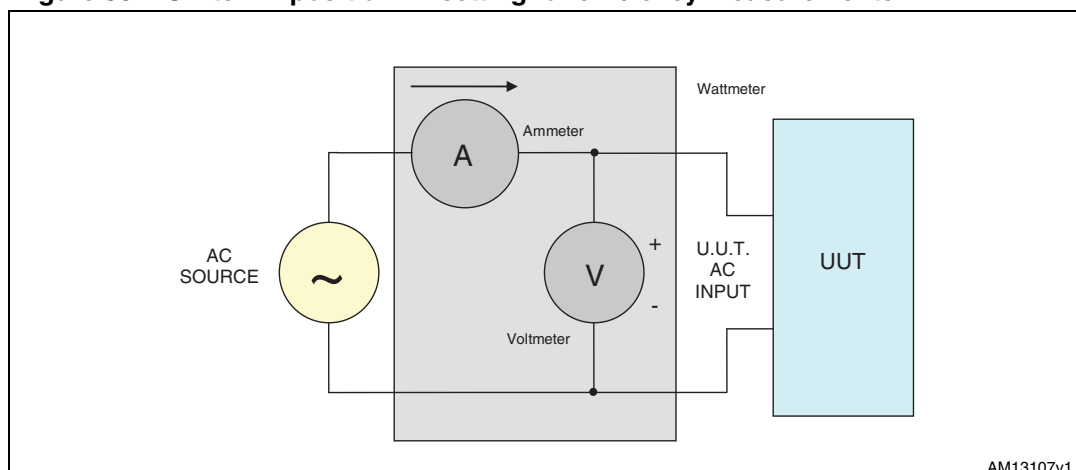 Wattmeter
Ammeter
A
AC
SOURCE
~
V
+
-
U.U.T.
AC
INPUT
UUT
Voltmeter
AM13107v1